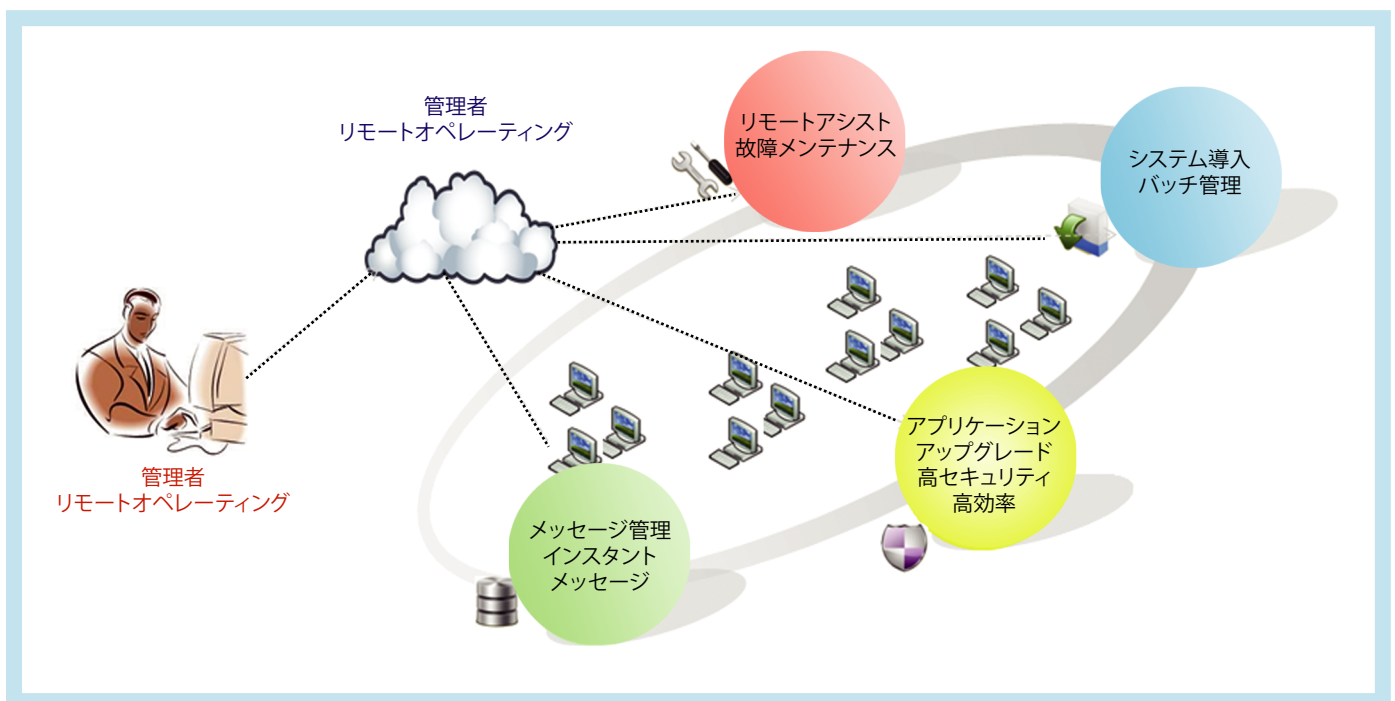 管理者
リモートオペレーティング
リモートアシスト
故障メンテナンス
システム導入
バッチ管理
管理者
リモートオペレーティング
アプリケーション
アップグレード
高セキュリティ
高効率
メッセージ管理
インスタント
メッセージ